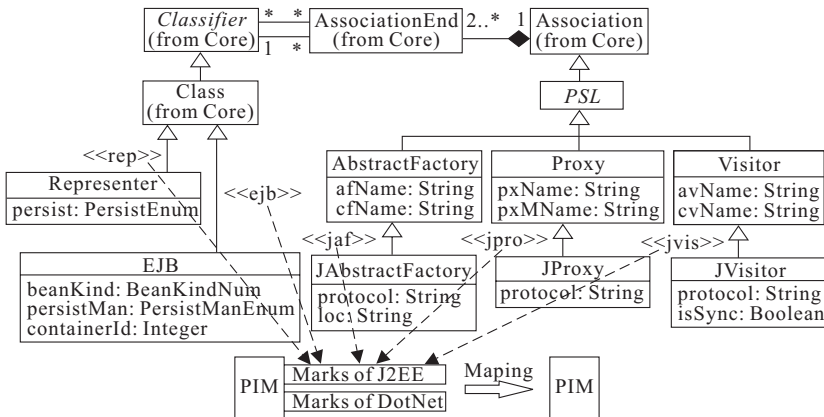 Classifier
(from Core)
* *
1 *
AssociationEnd
(from Core)
2..* 1
Association
(from Core)
Class
(from Core)
PSL
<<rep>>
<<ejb>>
Representer
persist: PersistEnum
AbstractFactory
afName: String
cfName: String
Proxy
pxName: String
pxMName: String
Visitor
avName: String
cvName: String
<<jaf>>
<<jpro>>
<<jvis>>
EJB
beanKind: BeanKindNum
persistMan: PersistManEnum
containerId: Integer
JAbstractFactory
protocol: String
loc: String
JProxy
protocol: String
JVisitor
protocol: String
isSync: Boolean
PIM
Marks of J2EE
Marks of DotNet
Maping
PIM